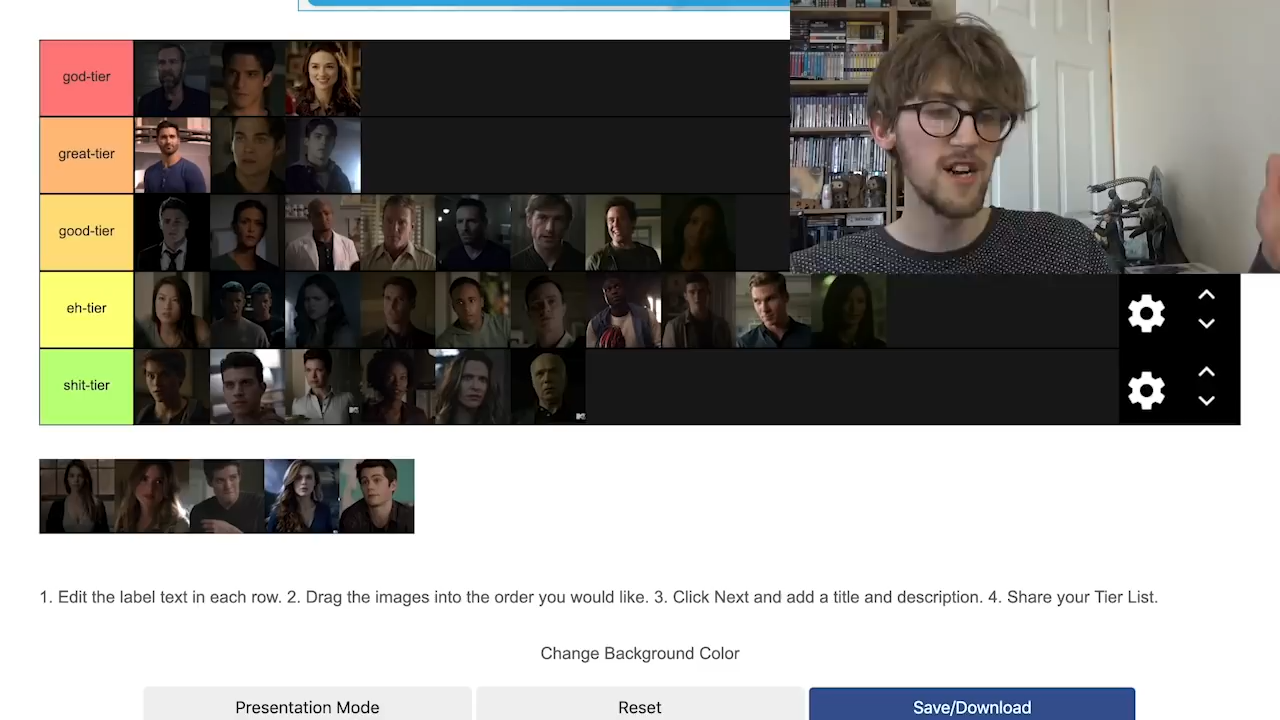 god-tier
great-tier
good-tier
eh-tier
shit-tier
1. Edit the label text in each row. 2. Drag the images into the order you would like. 3. Click Next and add a title and description. 4. Share your Tier List.
Change Background Color
Presentation Mode
Reset
Save/Download